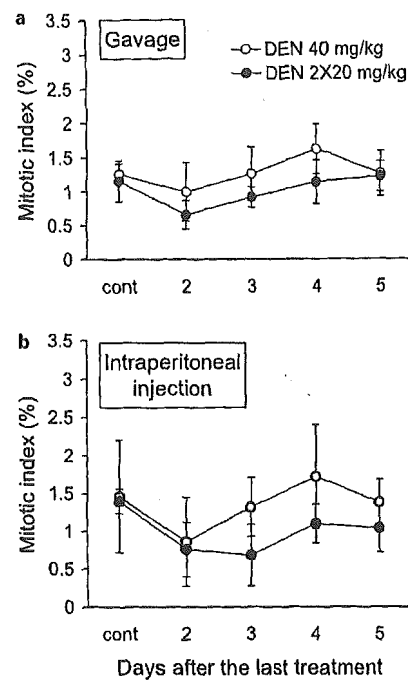 a
Gavage
DEN 40 mg/kg
DEN 2X20 mg/kg
Mitotic index (%)
3.5
3
2.5
2
1.5
1
0.5
0
cont 2 3 4 5
b
Intraperitoneal
injection
Mitotic index (%)
3.5
3
2.5
2
1.5
1
0.5
0
cont 2 3 4 5
Days after the last treatment